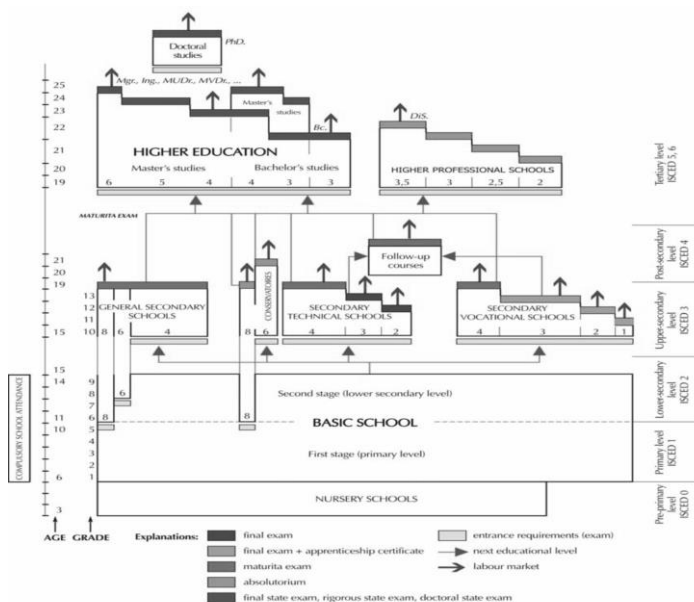 Doctoral studies
PhD.
Mgr., Ing., MUDr., MVDr., ...
Master's studies
Bc.
HIGHER EDUCATION
Master's studies
Bachelor's studies
6 5 4 4 3 3
DiS.
HIGHER PROFESSIONAL SCHOOLS
3,5 3 2,5 2
25
24
23
22
21
20
19
Tertiary level
ISCED 5, 6
MATURITA EXAM
Follow-up courses
21
20
19
Post-secondary level
ISCED 4
GENERAL SECONDARY SCHOOLS
8 6 4
CONSERVATOIRES
8 6
SECONDARY TECHNICAL SCHOOLS
4 3 2
SECONDARY VOCATIONAL SCHOOLS
4 3 2 1
13
12
11
15 10
Upper-secondary level
ISCED 3
15
14 9
8
7
11 6
6
8
8
Second stage (lower secondary level)
Lower-secondary level
ISCED 2
BASIC SCHOOL
10 5
4
3
2
6 1
First stage (primary level)
Primary level
ISCED 1
COMPULSORY SCHOOL ATTENDANCE
3
NURSERY SCHOOLS
Pre-primary level
ISCED 0
AGE GRADE
Explanations:
final exam
final exam + apprenticeship certificate
maturita exam
absolutorium
final state exam, rigorous state exam, doctoral state exam
entrance requirements (exam)
next educational level
labour market